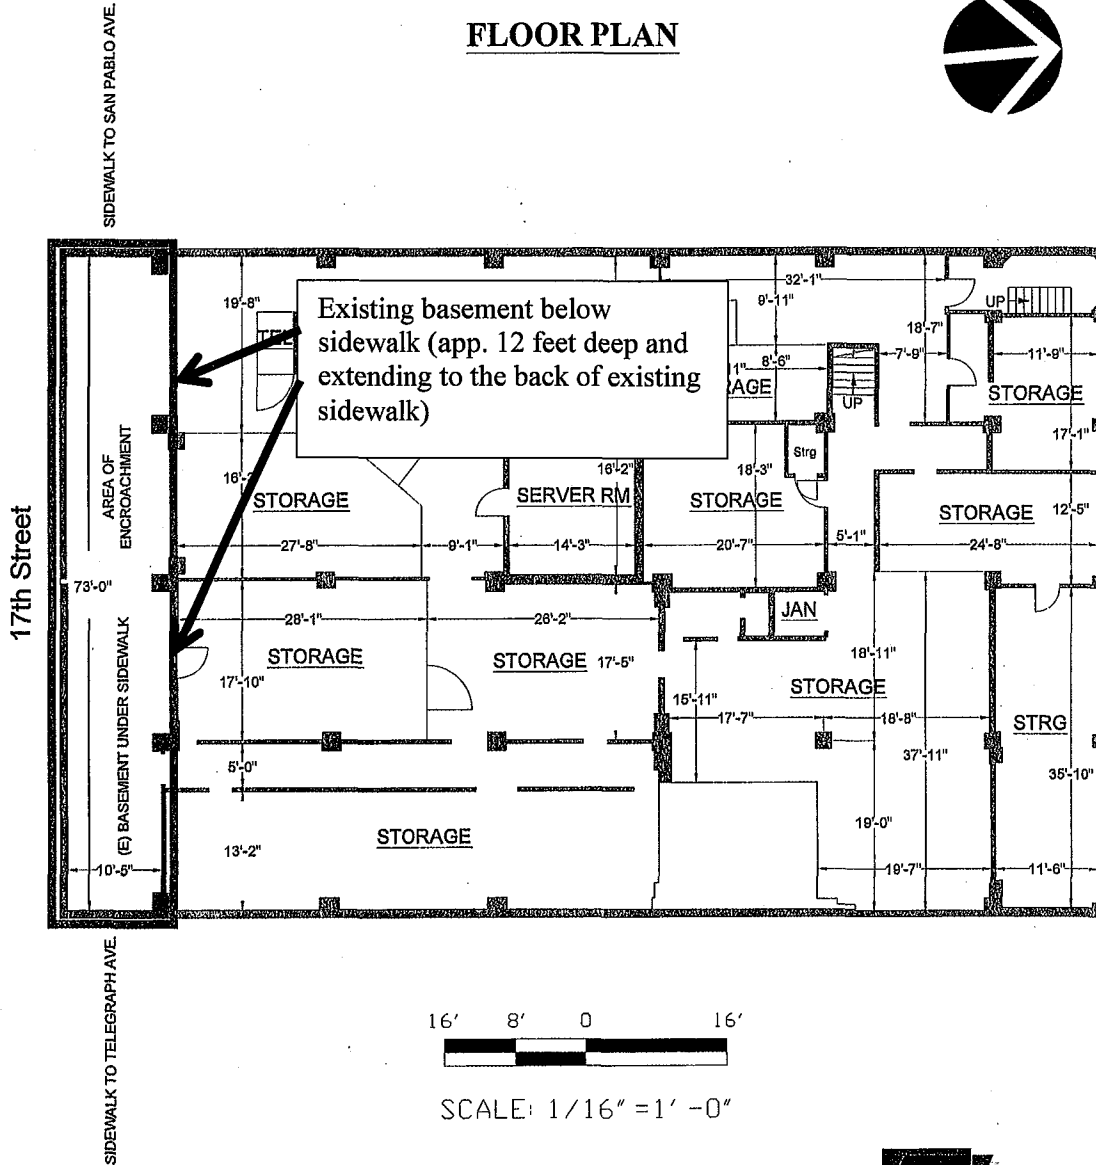 FLOOR PLAN
SIDEWALK TO SAN PABLO AVE.
17th Street
AREA OF
ENCROACHMENT
73'-0"
(E) BASEMENT UNDER SIDEWALK
10'-5"
SIDEWALK TO TELEGRAPH AVE.
Existing basement below
sidewalk (app. 12 feet deep and
extending to the back of existing
sidewalk)
19'-8"
32'-1"
9'-11"
8'-6"
18'-7"
7'-9"
UP
11'-9"
STORAGE
17'-1"
UP
Strg
STORAGE
27'-8"
9'-1"
SERVER RM
16'-2"
14'-3"
STORAGE
18'-3"
20'-7"
5'-1"
STORAGE
12'-5"
24'-8"
28'-1"
STORAGE
17'-10"
26'-2"
STORAGE
17'-5"
JAN
STORAGE
18'-11"
15'-11"
17'-7"
18'-8"
37'-11"
STRG
35'-10"
5'-0"
STORAGE
13'-2"
19'-0"
19'-7"
11'-6"
16' 8' 0 16'
SCALE: 1/16" =1' -0"